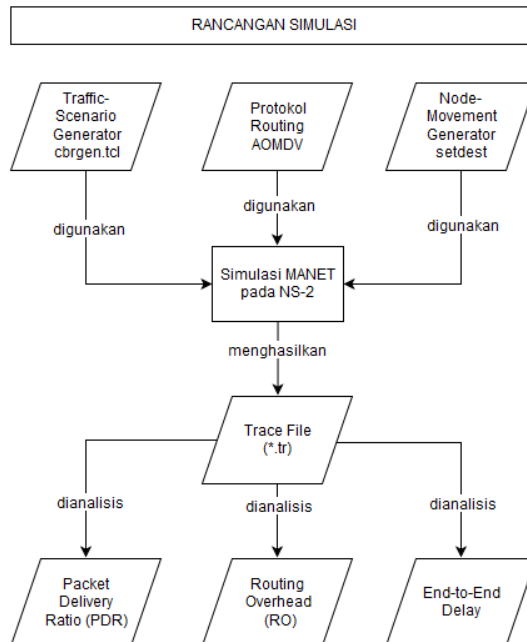 RANCANGAN SIMULASI
Traffic-
Scenario
Generator
cbrgen.tcl
Protokol
Routing
AOMDV
Node-
Movement
Generator
setdest
digunakan
digunakan
digunakan
Simulasi MANET
pada NS-2
menghasilkan
Trace File
(*.tr)
dianalisis
dianalisis
dianalisis
Packet
Delivery
Ratio (PDR)
Routing
Overhead
(RO)
End-to-End
Delay